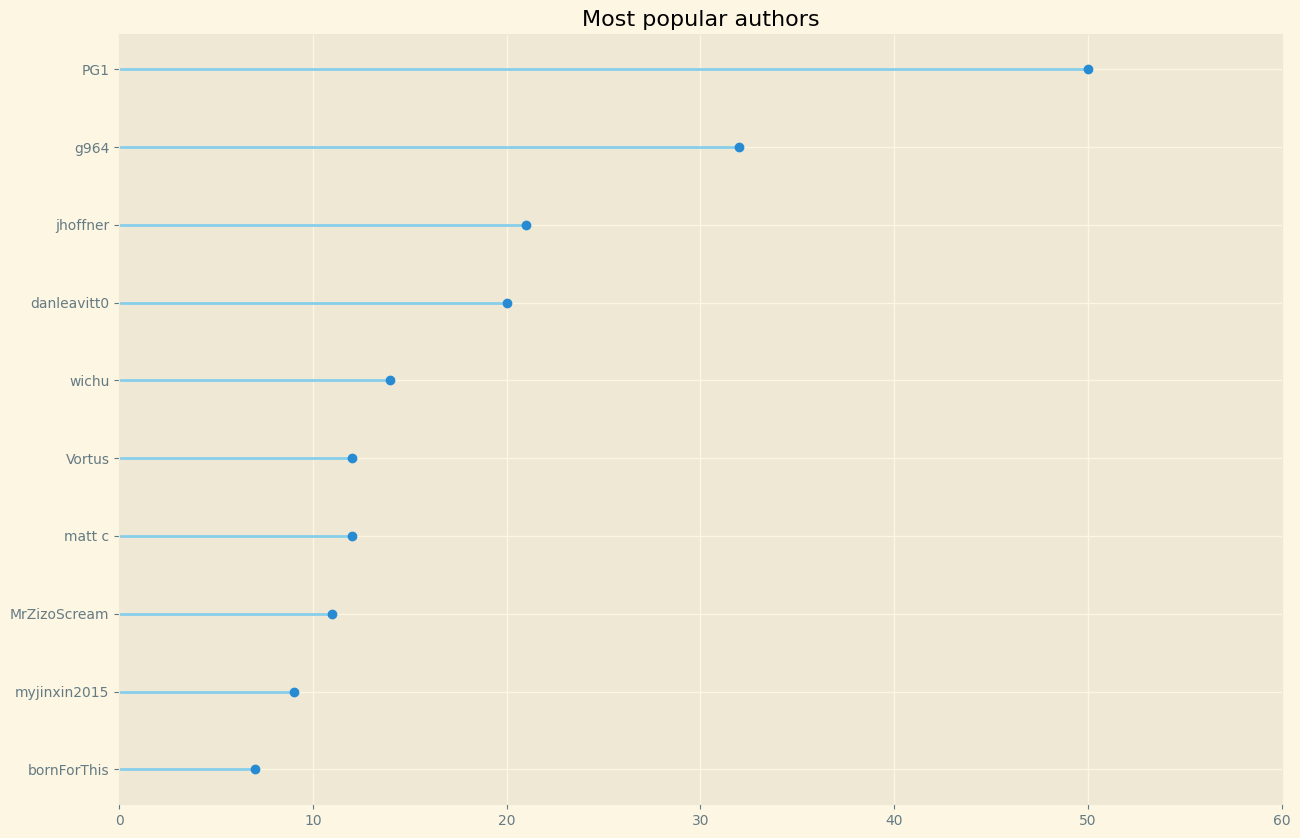 Most popular authors
PG1
g964
jhoffner
danleavitt0
wichu
Vortus
matt c
MrZizoScream
myjinxin2015
bornForThis
0 10 20 30 40 50 60